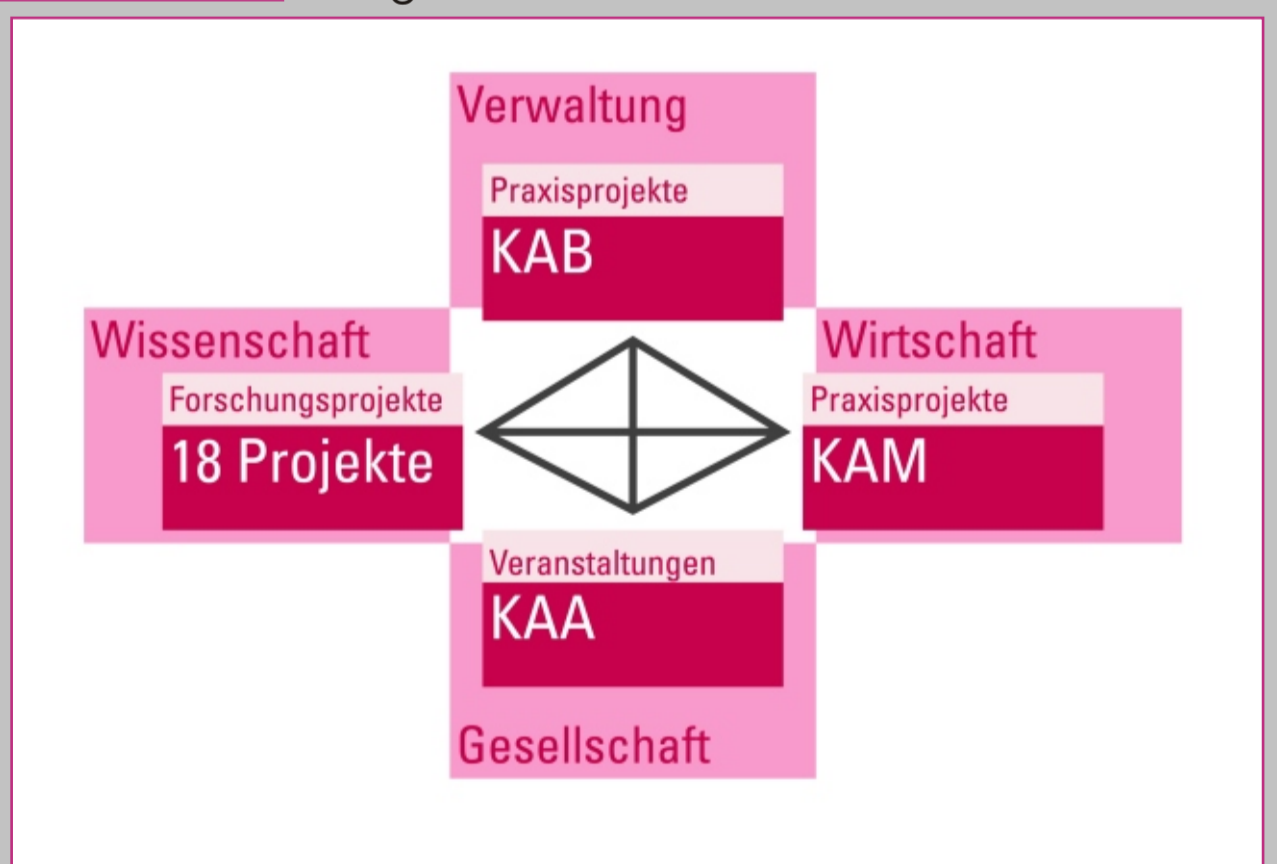 Verwaltung
Praxisprojekte
KAB
Wissenschaft
Forschungsprojekte
18 Projekte
Wirtschaft
Praxisprojekte
KAM
Veranstaltungen
KAA
Gesellschaft